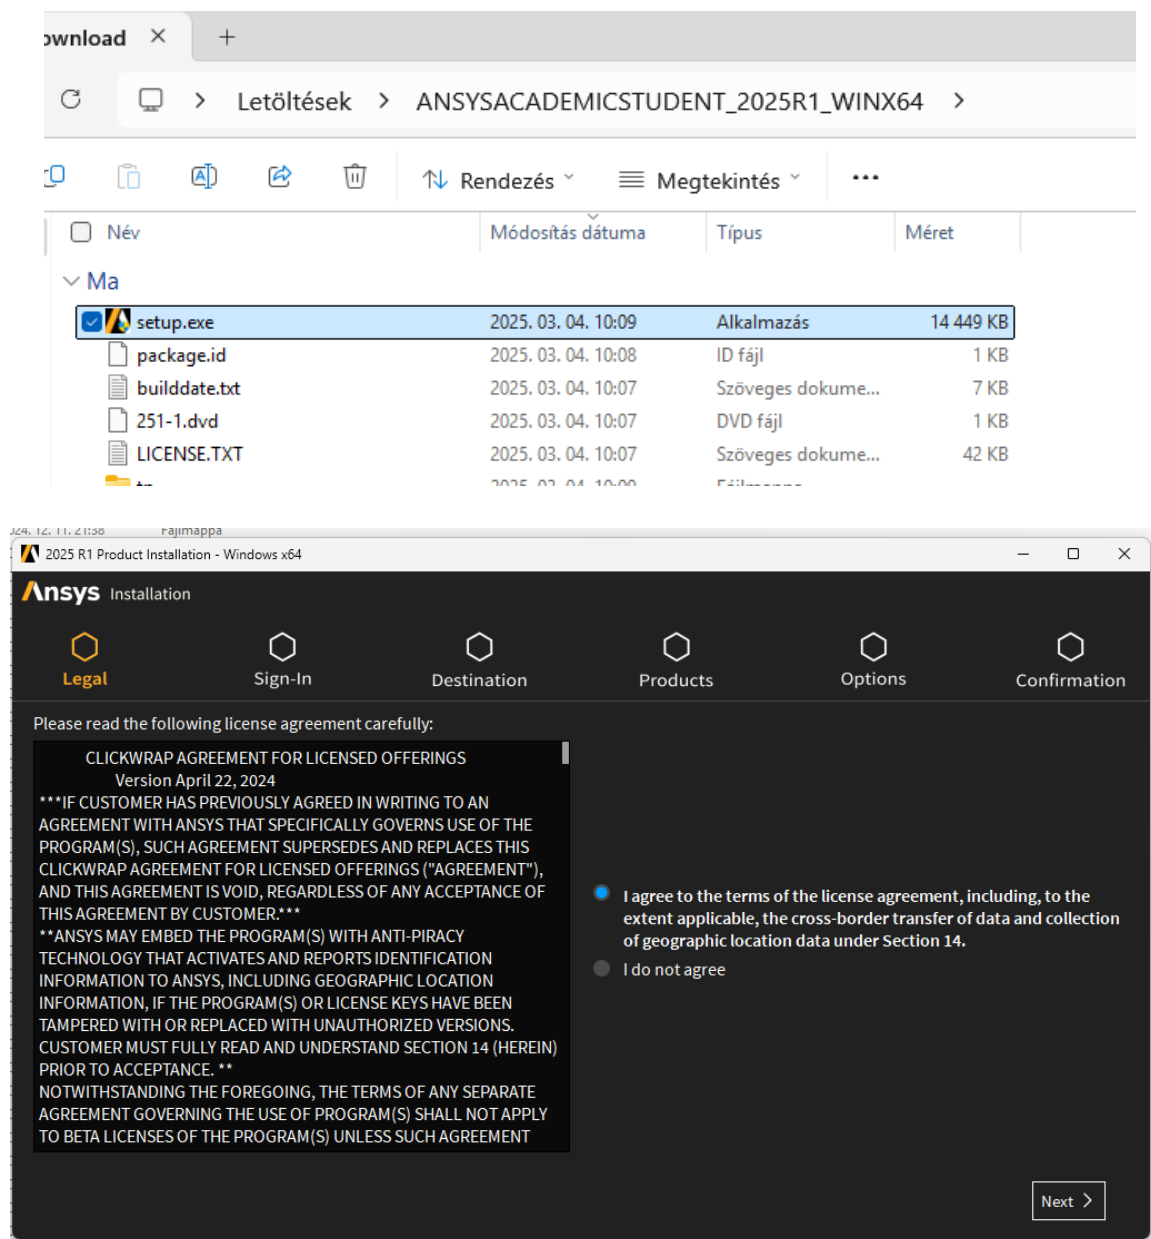 ownload
Letöltések > ANSYSACADEMICSTUDENT_2025R1_WINX64 >
Rendezés Megtekintés ...
Név Módosítás dátuma Típus Méret
Ma
setup.exe 2025. 03. 04. 10:09 Alkalmazás 14 449 KB
package.id 2025. 03. 04. 10:08 ID fájl 1 KB
builddate.txt 2025. 03. 04. 10:07 Szöveges dokume... 7 KB
251-1.dvd 2025. 03. 04. 10:07 DVD fájl 1 KB
LICENSE.TXT 2025. 03. 04. 10:07 Szöveges dokume... 42 KB
024. 12. 11. 21:38 Fájlmappa
2025 R1 Product Installation - Windows x64
Ansys Installation
Legal Sign-In Destination Products Options Confirmation
Please read the following license agreement carefully:
CLICKWRAP AGREEMENT FOR LICENSED OFFERINGS
Version April 22, 2024
***IF CUSTOMER HAS PREVIOUSLY AGREED IN WRITING TO AN
AGREEMENT WITH ANSYS THAT SPECIFICALLY GOVERNS USE OF THE
PROGRAM(S), SUCH AGREEMENT SUPERSEDES AND REPLACES THIS
CLICKWRAP AGREEMENT FOR LICENSED OFFERINGS ("AGREEMENT"),
AND THIS AGREEMENT IS VOID, REGARDLESS OF ANY ACCEPTANCE OF
THIS AGREEMENT BY CUSTOMER.***
**ANSYS MAY EMBED THE PROGRAM(S) WITH ANTI-PIRACY
TECHNOLOGY THAT ACTIVATES AND REPORTS IDENTIFICATION
INFORMATION TO ANSYS, INCLUDING GEOGRAPHIC LOCATION
INFORMATION, IF THE PROGRAM(S) OR LICENSE KEYS HAVE BEEN
TAMPERED WITH OR REPLACED WITH UNAUTHORIZED VERSIONS.
CUSTOMER MUST FULLY READ AND UNDERSTAND SECTION 14 (HEREIN)
PRIOR TO ACCEPTANCE. **
NOTWITHSTANDING THE FOREGOING, THE TERMS OF ANY SEPARATE
AGREEMENT GOVERNING THE USE OF PROGRAM(S) SHALL NOT APPLY
TO BETA LICENSES OF THE PROGRAM(S) UNLESS SUCH AGREEMENT
I agree to the terms of the license agreement, including, to the
extent applicable, the cross-border transfer of data and collection
of geographic location data under Section 14.
I do not agree
Next >